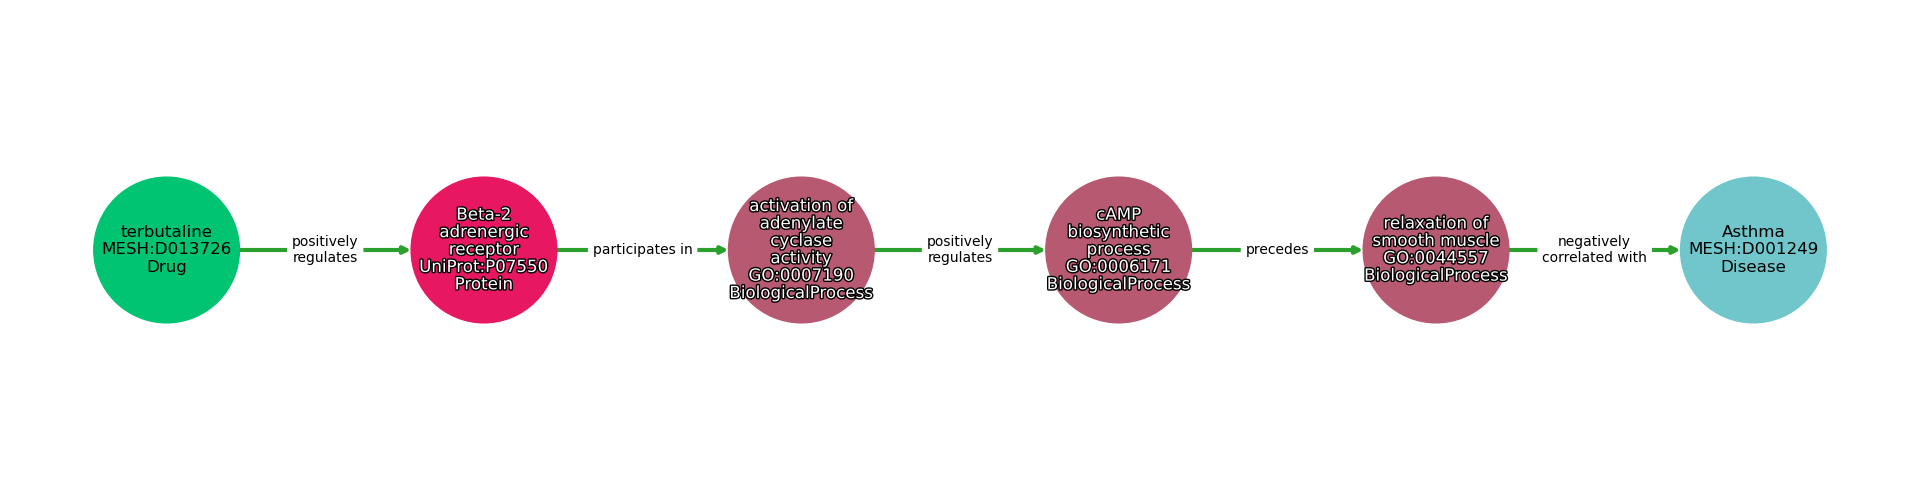 terbutaline
MESH:D013726
Drug
positively
regulates
Beta-2
adrenergic
receptor
UniProt:P07550
Protein
participates in
activation of
adenylate
cyclase
activity
GO:0007190
BiologicalProcess
positively
regulates
cAMP
biosynthetic
process
GO:0006171
BiologicalProcess
precedes
relaxation of
smooth muscle
GO:0044557
BiologicalProcess
negatively
correlated with
Asthma
MESH:D001249
Disease